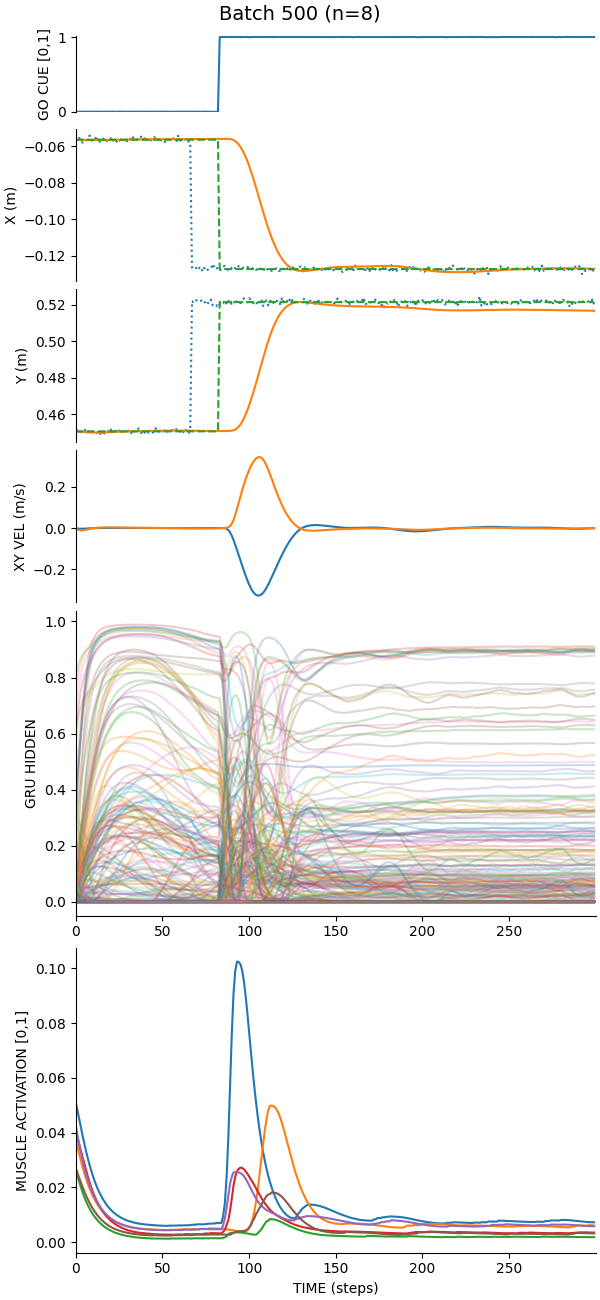 Batch 500 (n=8)
GO CUE [0,1]
1
0
X (m)
−0.06
−0.08
−0.10
−0.12
Y (m)
0.52
0.50
0.48
0.46
XY VEL (m/s)
0.2
0.0
−0.2
GRU HIDDEN
1.0
0.8
0.6
0.4
0.2
0.0
0 50 100 150 200 250
MUSCLE ACTIVATION [0,1]
0.10
0.08
0.06
0.04
0.02
0.00
0 50 100 150 200 250
TIME (steps)